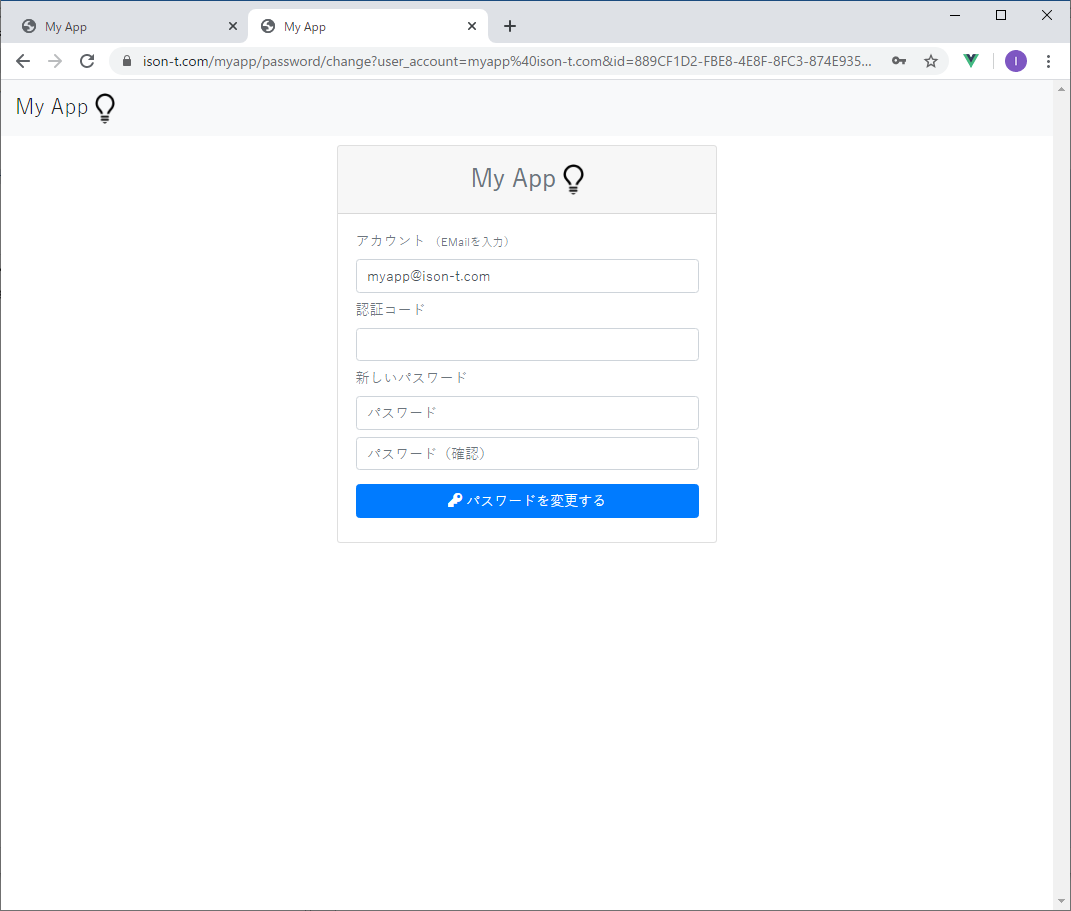 My App
My App
ison-t.com/myapp/password/change?user_account=myapp%40ison-t.com&id=889CF1D2-FBE8-4E8F-8FC3-874E935...
I
My App
My App
アカウント （EMailを入力）
myapp@ison-t.com
認証コード
新しいパスワード
パスワード
パスワード（確認）
パスワードを変更する